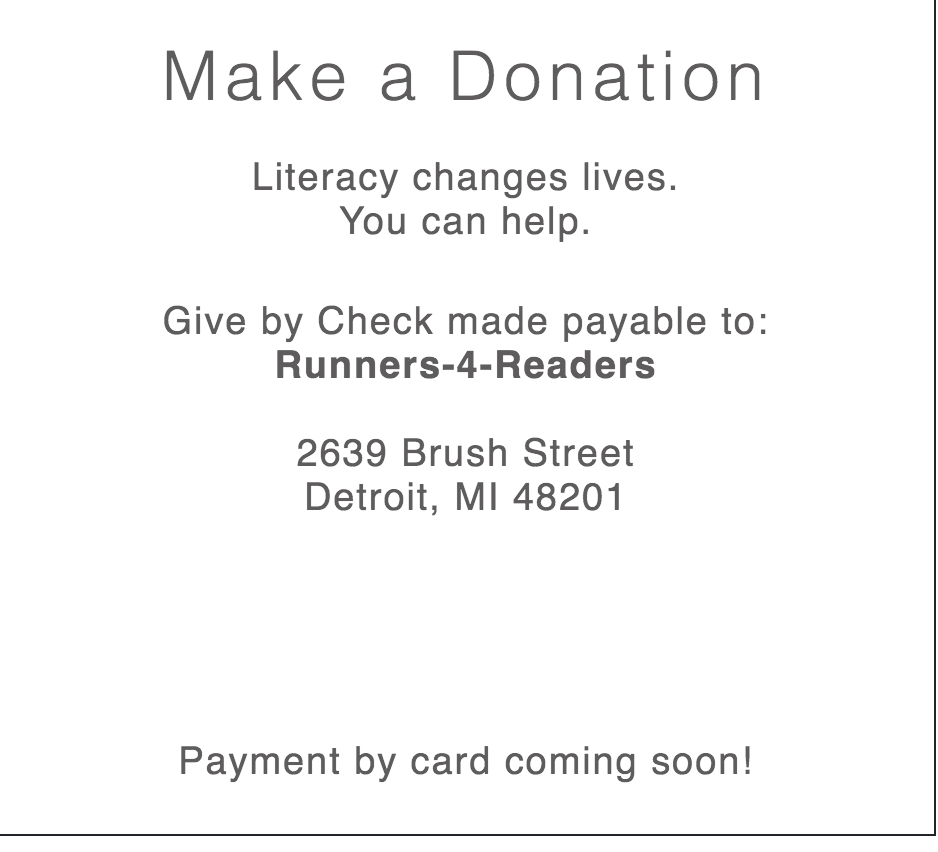 Make a Donation
Literacy changes lives.
You can help.
Give by Check made payable to:
Runners-4-Readers
2639 Brush Street
Detroit, MI 48201
Payment by card coming soon!